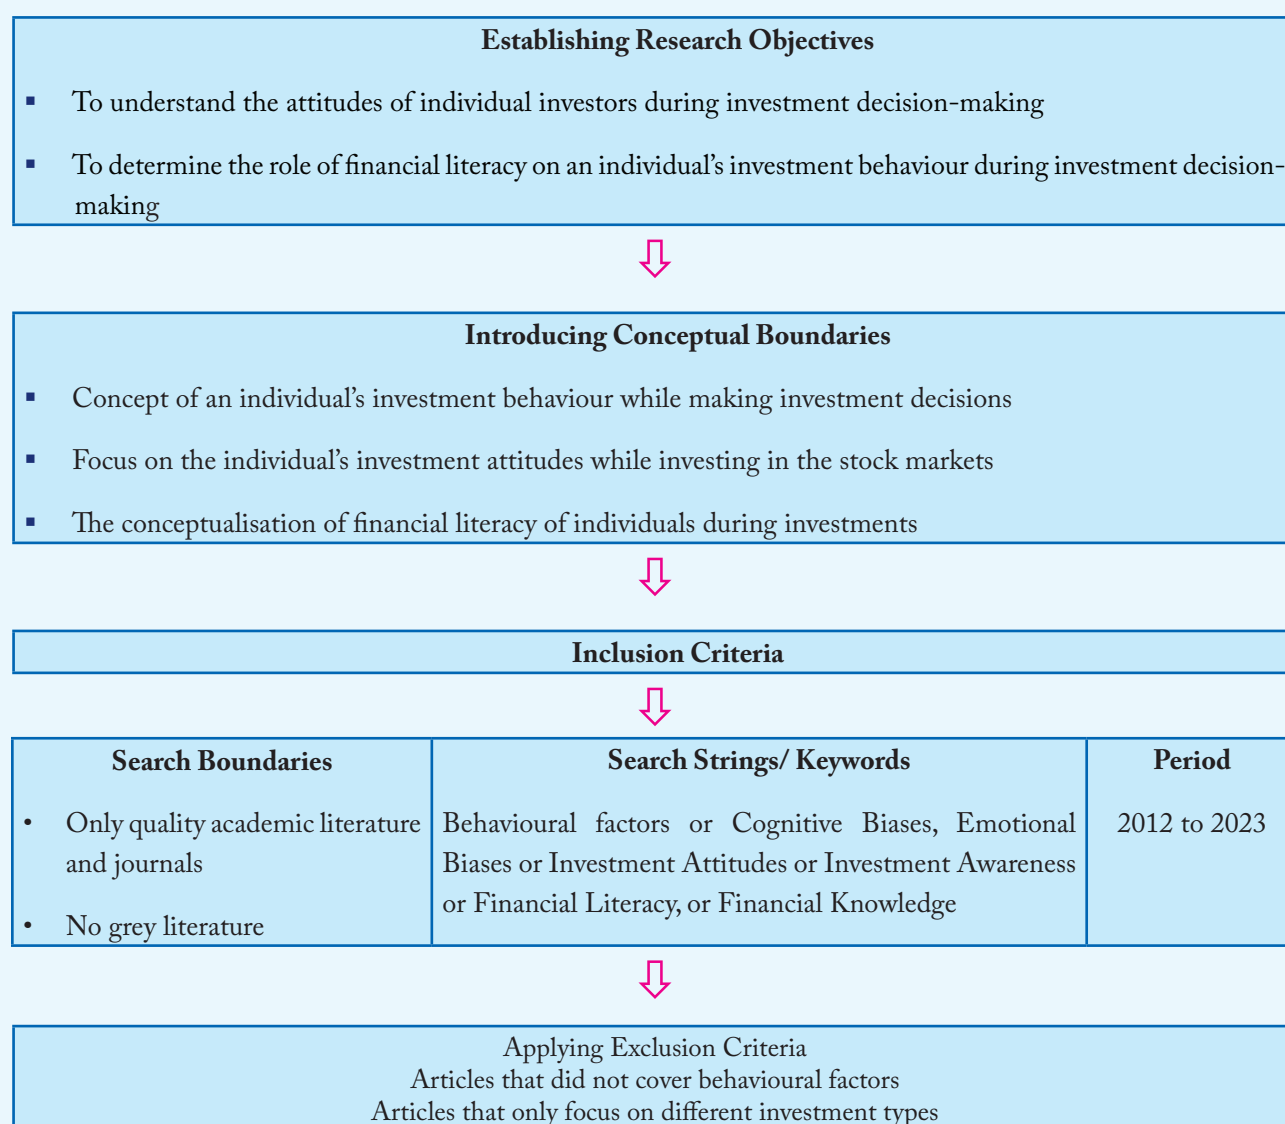 Establishing Research Objectives
▪ To understand the attitudes of individual investors during investment decision-making
▪ To determine the role of financial literacy on an individual’s investment behaviour during investment decision-
making
Introducing Conceptual Boundaries
▪ Concept of an individual’s investment behaviour while making investment decisions
▪ Focus on the individual’s investment attitudes while investing in the stock markets
▪ The conceptualisation of financial literacy of individuals during investments
Inclusion Criteria
Search Boundaries
• Only quality academic literature
and journals
• No grey literature
Search Strings/ Keywords
Behavioural factors or Cognitive Biases, Emotional
Biases or Investment Attitudes or Investment Awareness
or Financial Literacy, or Financial Knowledge
Period
2012 to 2023
Applying Exclusion Criteria
Articles that did not cover behavioural factors
Articles that only focus on different investment types